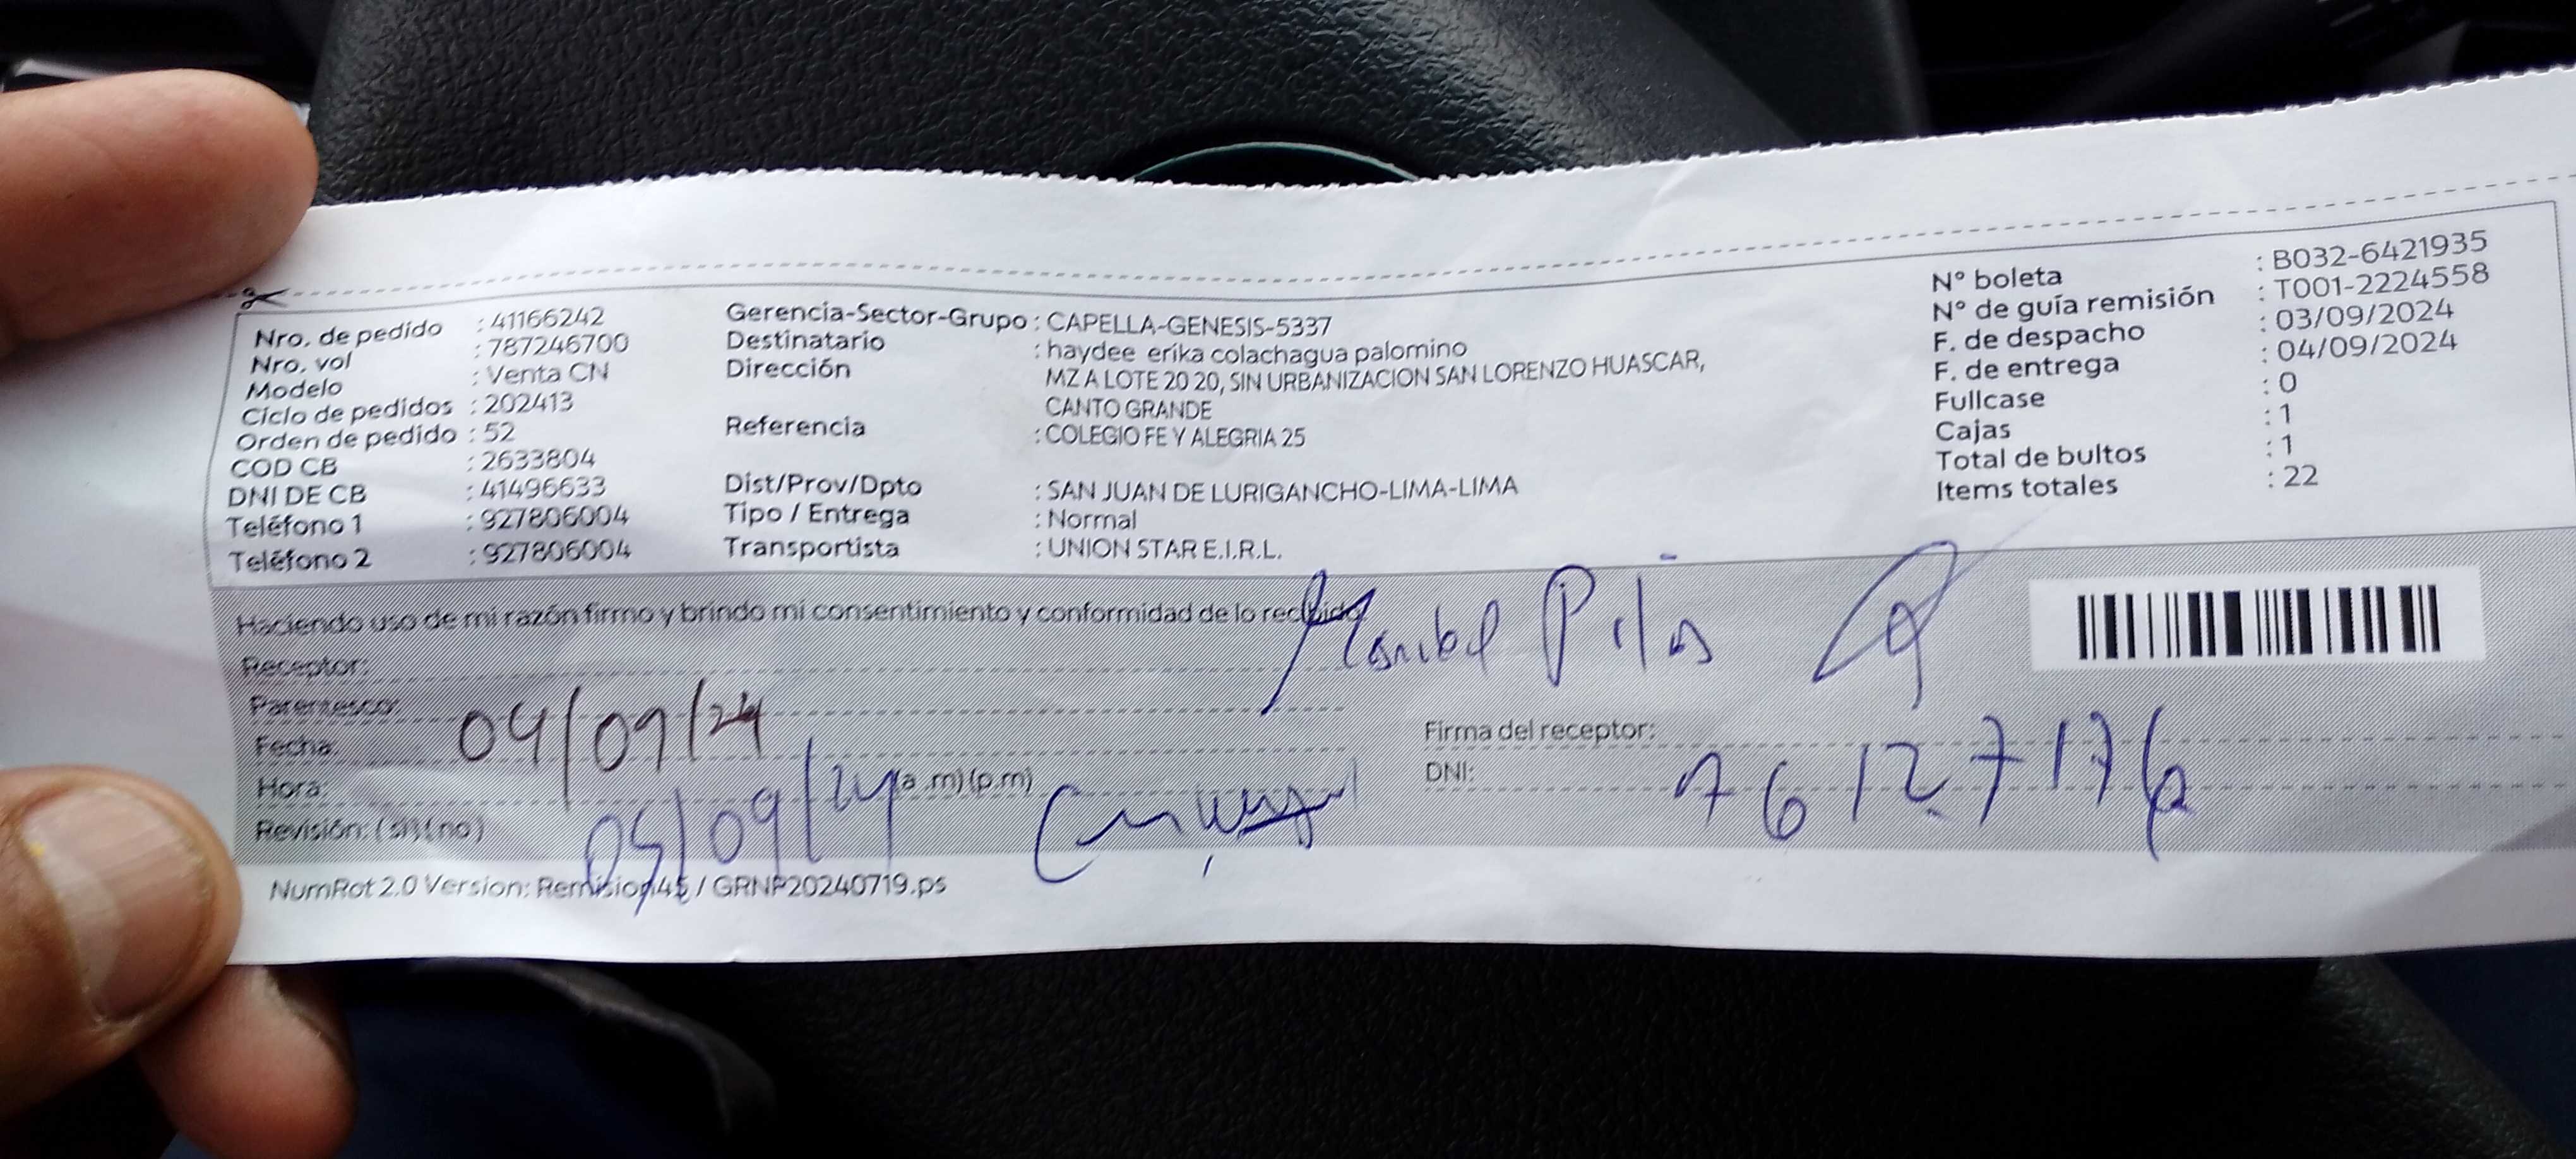 Nro. de pedido : 41166242
Nro. vol : 787246700
Modelo : Venta CN
Ciclo de pedidos : 202413
Orden de pedido : 52
COD CB : 2633804
DNI DE CB : 41496633
Teléfono 1 : 927806004
Teléfono 2 : 927806004
Gerencia-Sector-Grupo : CAPELLA-GENESIS-5337
Destinatario : haydee erika colachagua palomino
Dirección : MZ A LOTE 20 20, SIN URBANIZACION SAN LORENZO HUASCAR,
CANTO GRANDE
Referencia : COLEGIO FE Y ALEGRIA 25
Dist/Prov/Dpto : SAN JUAN DE LURIGANCHO-LIMA-LIMA
Tipo / Entrega : Normal
Transportista : UNION STAR E.I.R.L.
N° boleta : B032-6421935
N° de guía remisión : T001-2224558
F. de despacho : 03/09/2024
F. de entrega : 04/09/2024
Fullcase : 0
Cajas : 1
Total de bultos : 1
Items totales : 22
Haciendo uso de mi razón firmo y brindo mi consentimiento y conformidad de lo recibido.
Receptor:
Parentesco:
Fecha: 04/09/24
Hora: (a.m)(p.m)
Revisión: (si)(no) 05/09/24
Firma del receptor:
DNI:
NumRot 2.0 Version: Remision45 / GRNP20240719.ps